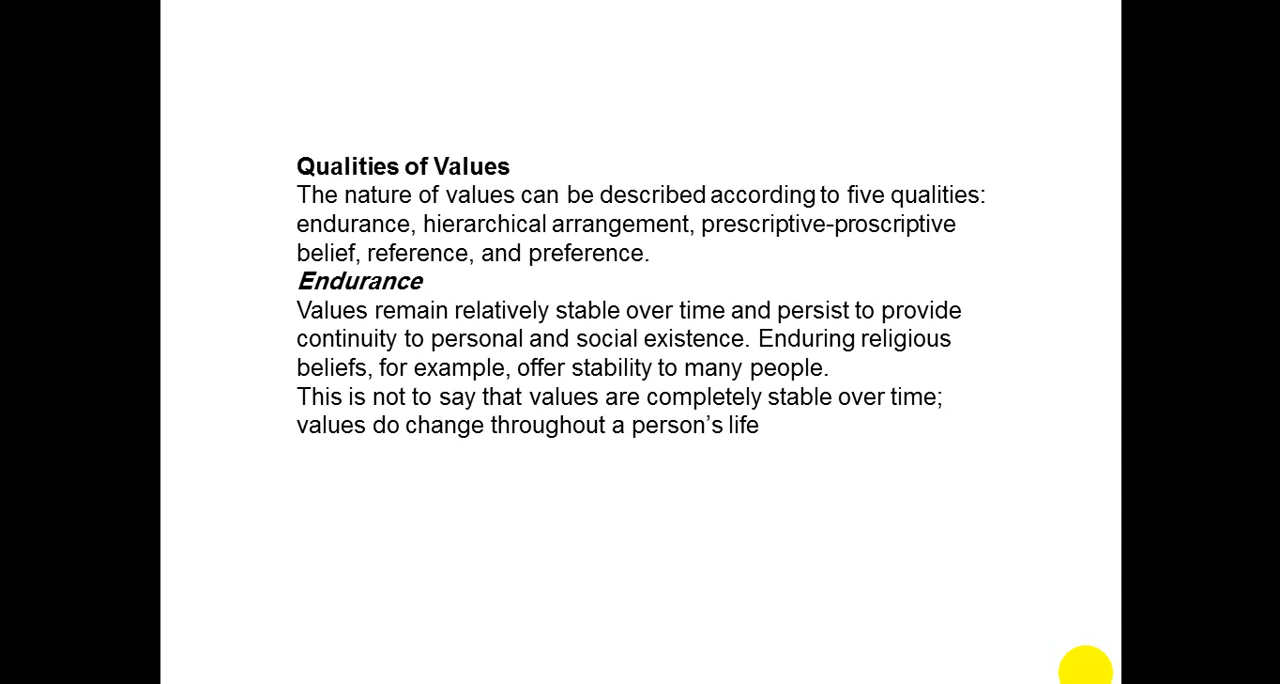 Qualities of Values
The nature of values can be described according to five qualities:
endurance, hierarchical arrangement, prescriptive-proscriptive
belief, reference, and preference.
Endurance
Values remain relatively stable over time and persist to provide
continuity to personal and social existence. Enduring religious
beliefs, for example, offer stability to many people.
This is not to say that values are completely stable over time;
values do change throughout a person’s life